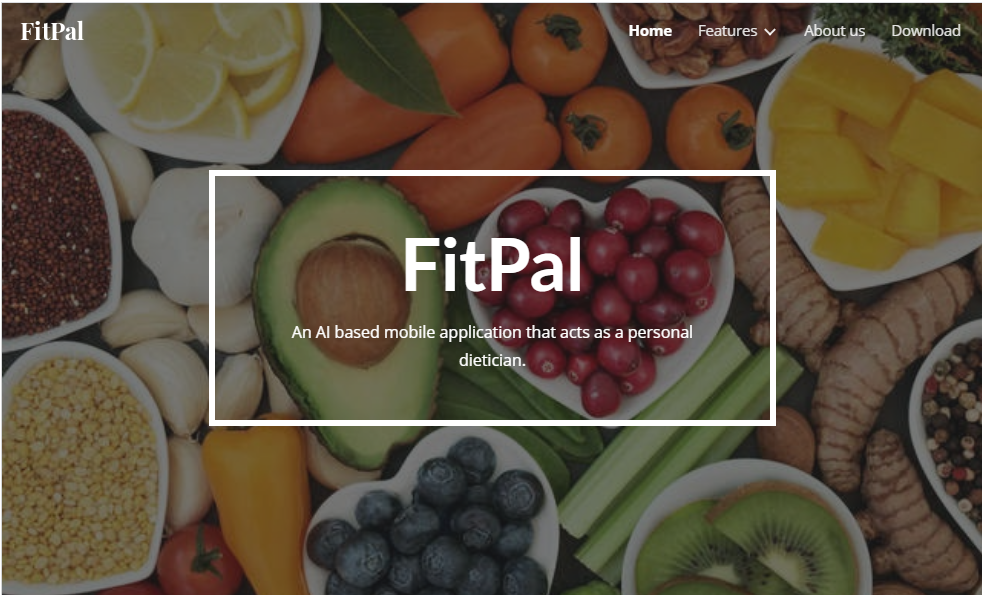 FitPal
Home Features About us Download
FitPal
An AI based mobile application that acts as a personal
dietician.